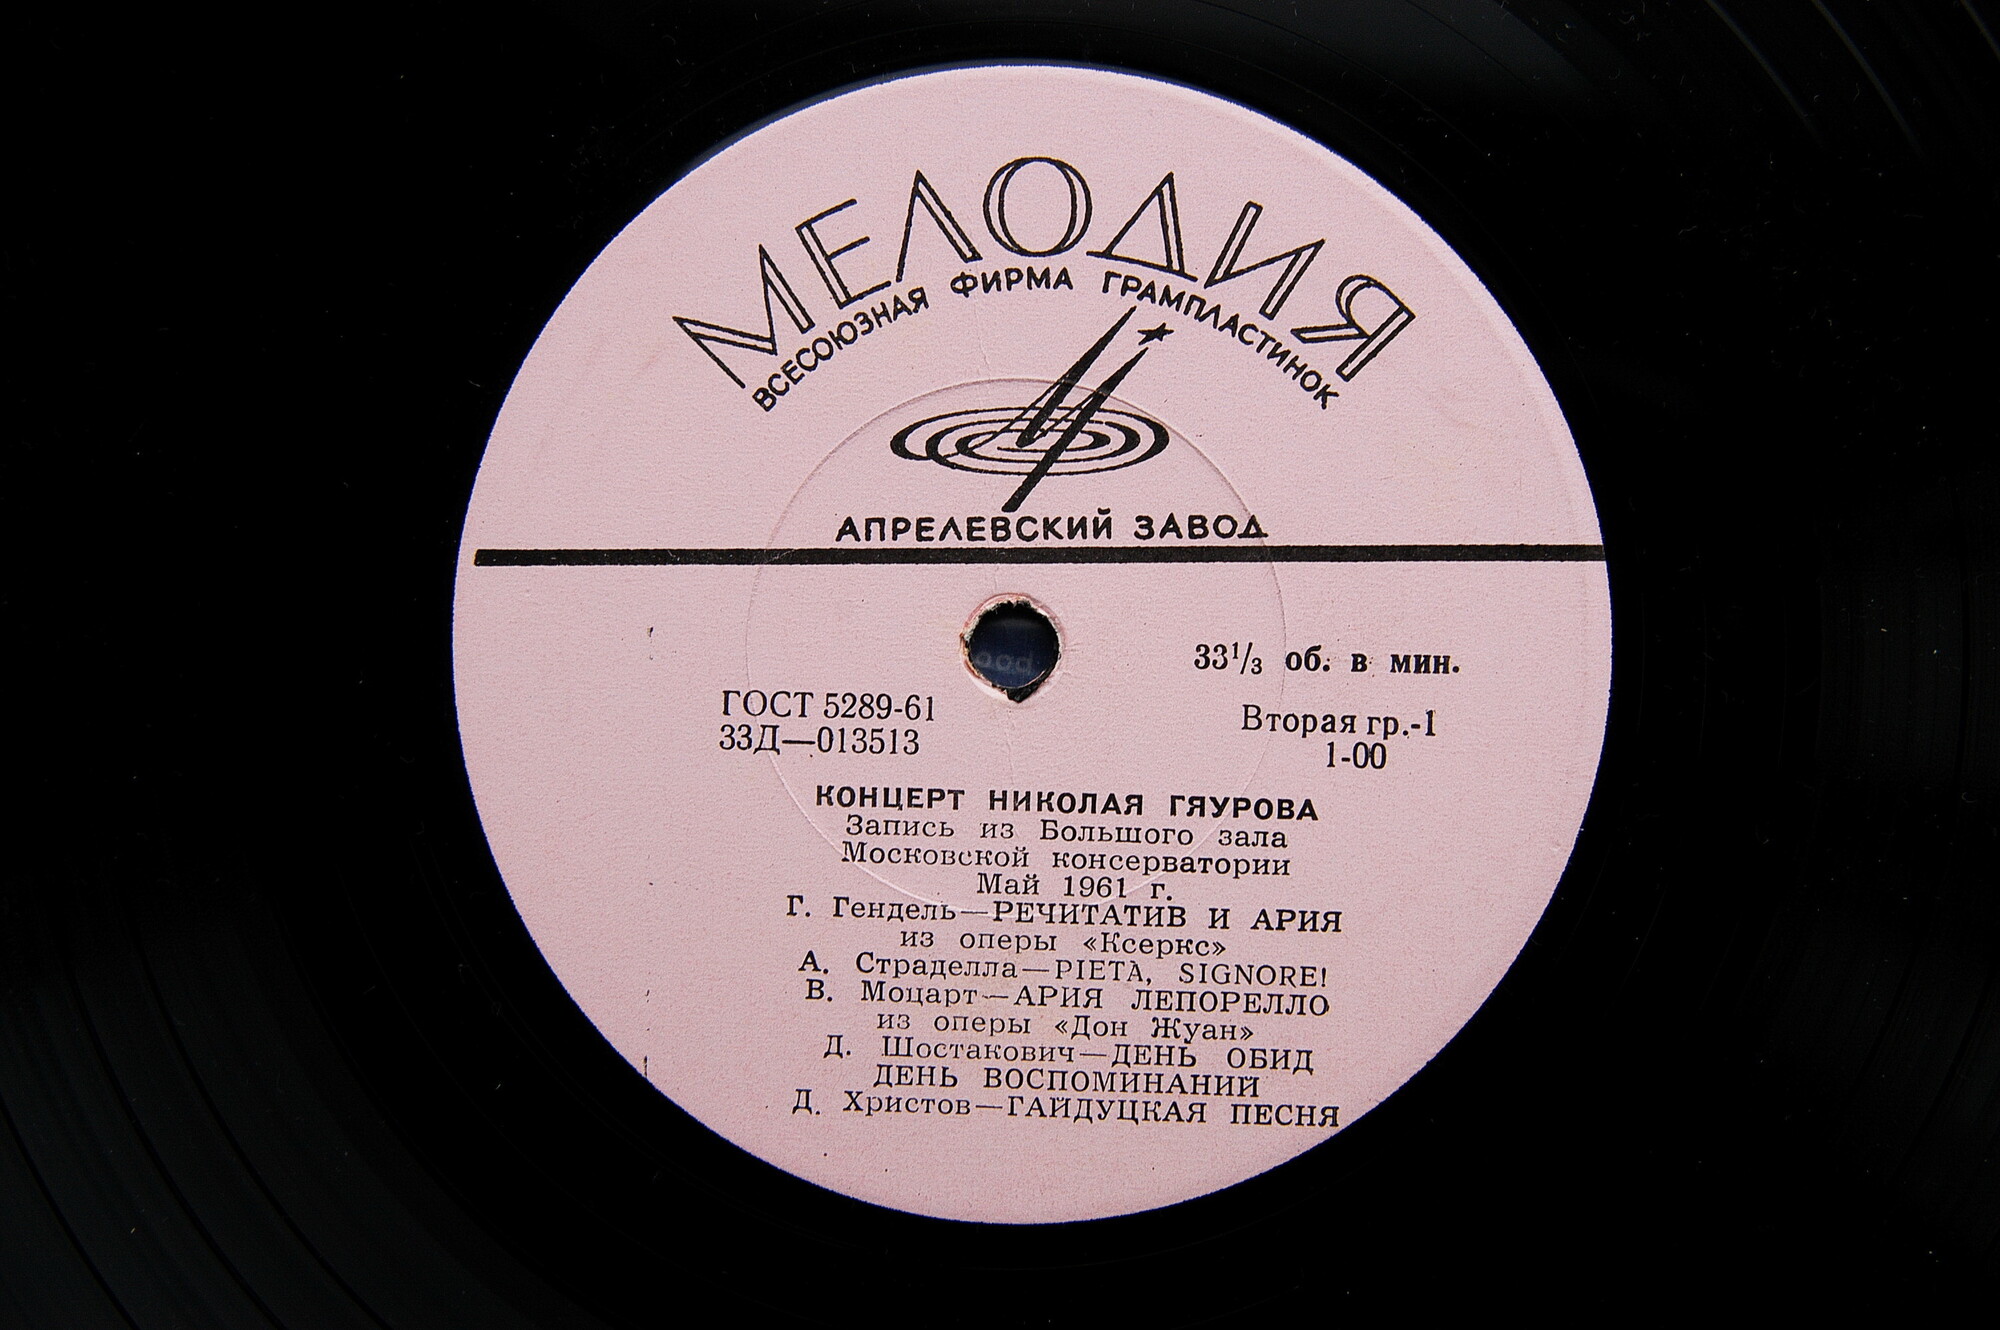 МЕЛОДИЯ
ВСЕСОЮЗНАЯ ФИРМА ГРАМПЛАСТИНОК
АПРЕЛЕВСКИЙ ЗАВОД
33¹/₃ об. в мин.
ГОСТ 5289-61
33Д—013513
Вторая гр.-1
1-00
КОНЦЕРТ НИКОЛАЯ ГЯУРОВА
Запись из Большого зала
Московской консерватории
Май 1961 г.
Г. Гендель—РЕЧИТАТИВ И АРИЯ
из оперы «Ксеркс»
А. Страделла—PIETÀ, SIGNORE!
В. Моцарт—АРИЯ ЛЕПОРЕЛЛО
из оперы «Дон Жуан»
Д. Шостакович—ДЕНЬ ОБИД
ДЕНЬ ВОСПОМИНАНИЙ
Д. Христов—ГАЙДУЦКАЯ ПЕСНЯ